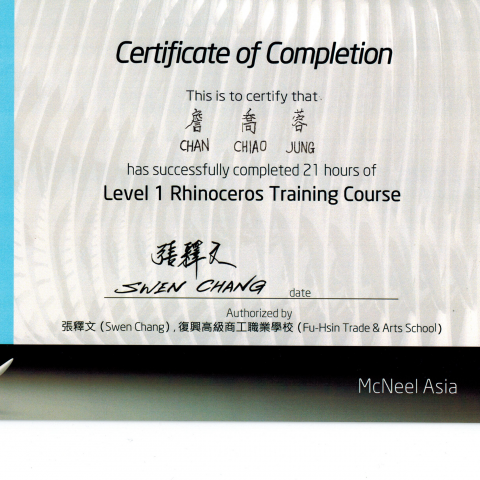 Certificate of Completion
This is to certify that
詹 喬 蓉
CHAN CHIAO JUNG
has successfully completed 21 hours of
Level 1 Rhinoceros Training Course
張釋文
SWEN CHANG date
Authorized by
張釋文 (Swen Chang) , 復興高級商工職業學校 (Fu-Hsin Trade & Arts School)
McNeel Asia